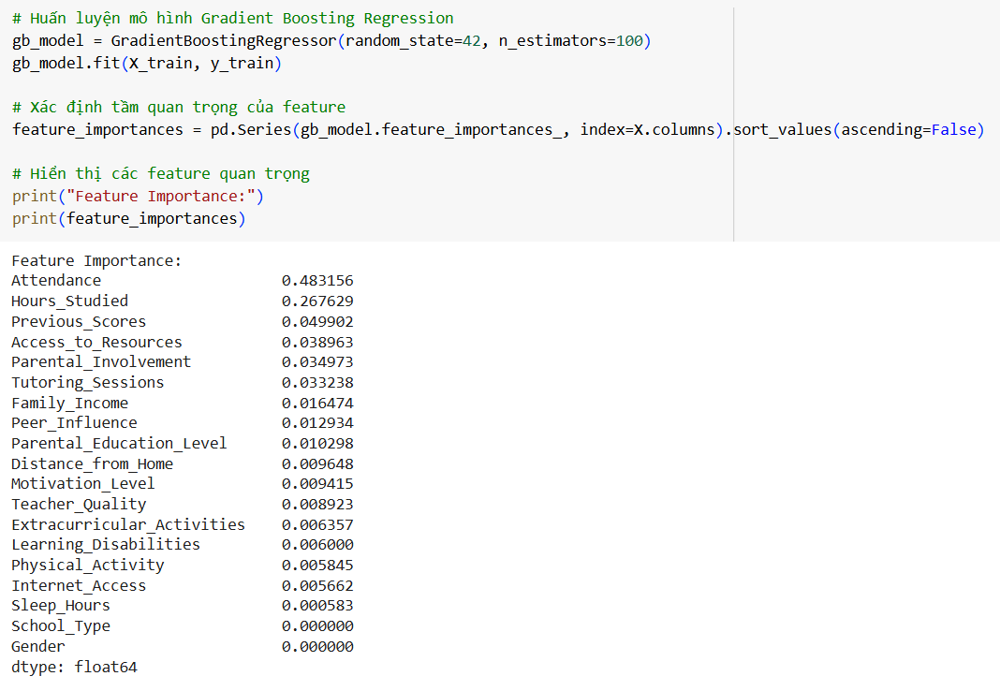 # Huấn luyện mô hình Gradient Boosting Regression
gb_model = GradientBoostingRegressor(random_state=42, n_estimators=100)
gb_model.fit(X_train, y_train)
# Xác định tầm quan trọng của feature
feature_importances = pd.Series(gb_model.feature_importances_, index=X.columns).sort_values(ascending=False)
# Hiển thị các feature quan trọng
print("Feature Importance:")
print(feature_importances)
Feature Importance:
Attendance 0.483156
Hours_Studied 0.267629
Previous_Scores 0.049902
Access_to_Resources 0.038963
Parental_Involvement 0.034973
Tutoring_Sessions 0.033238
Family_Income 0.016474
Peer_Influence 0.012934
Parental_Education_Level 0.010298
Distance_from_Home 0.009648
Motivation_Level 0.009415
Teacher_Quality 0.008923
Extracurricular_Activities 0.006357
Learning_Disabilities 0.006000
Physical_Activity 0.005845
Internet_Access 0.005662
Sleep_Hours 0.000583
School_Type 0.000000
Gender 0.000000
dtype: float64